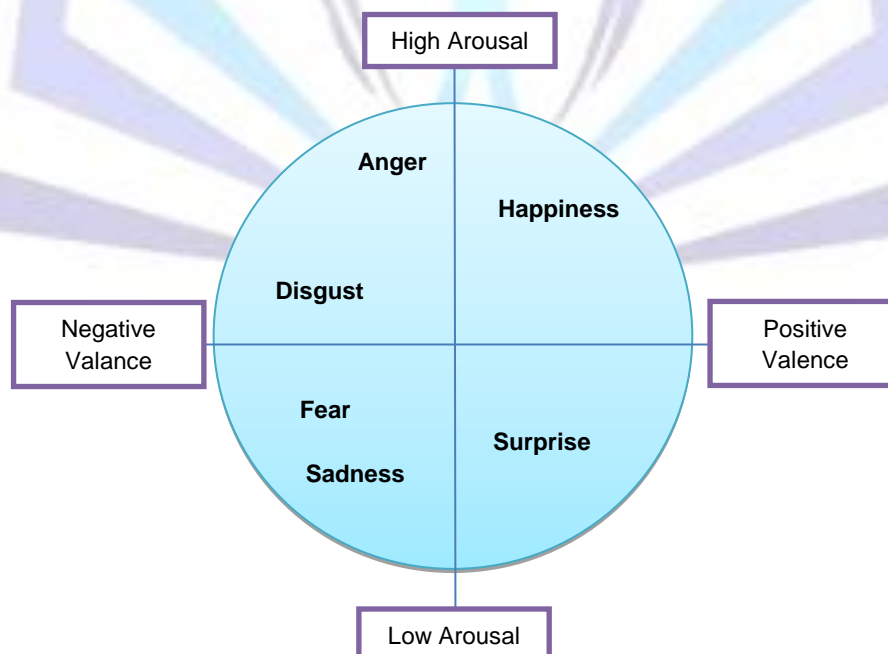 High Arousal
Anger
Happiness
Disgust
Negative
Valance
Positive
Valence
Fear
Surprise
Sadness
Low Arousal